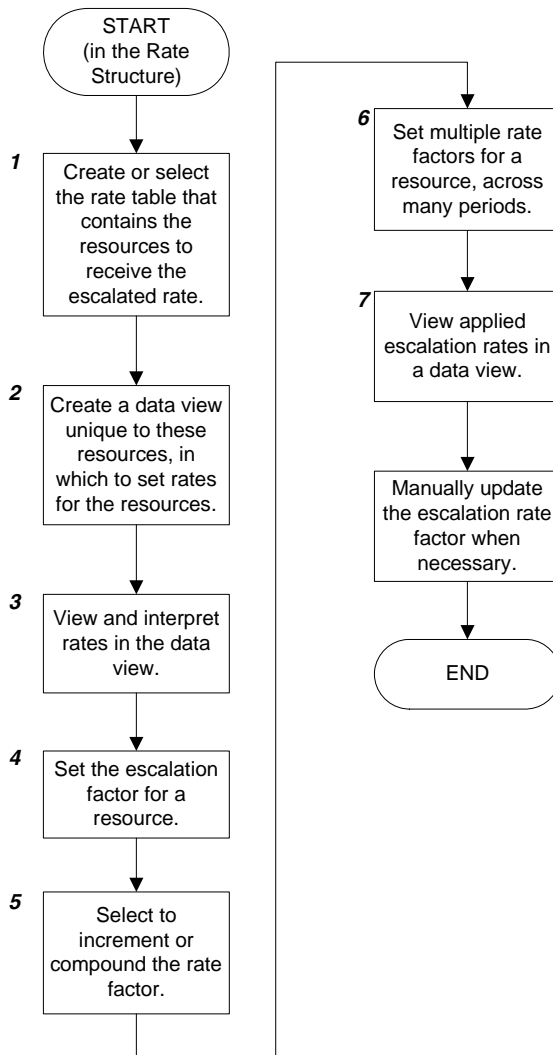 START
(in the Rate
Structure)
1
Create or select
the rate table that
contains the
resources to
receive the
escalated rate.
2
Create a data view
unique to these
resources, in
which to set rates
for the resources.
3
View and interpret
rates in the data
view.
4
Set the escalation
factor for a
resource.
5
Select to
increment or
compound the rate
factor.
6
Set multiple rate
factors for a
resource, across
many periods.
7
View applied
escalation rates in
a data view.
Manually update
the escalation rate
factor when
necessary.
END